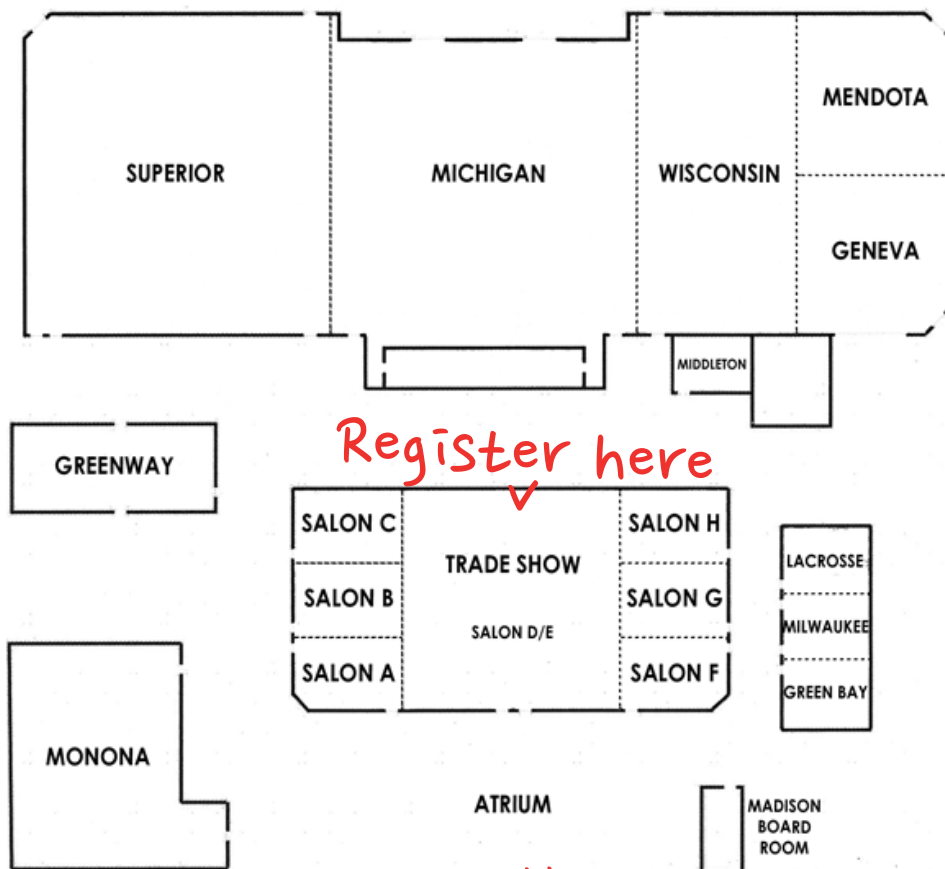 MENDOTA
SUPERIOR
MICHIGAN
WISCONSIN
GENEVA
MIDDLETON
Register here
GREENWAY
SALON C
SALON H
TRADE SHOW
LACROSSE
SALON B
SALON G
SALON D/E
MILWAUKEE
SALON A
SALON F
GREEN BAY
MONONA
ATRIUM
MADISON
BOARD
ROOM